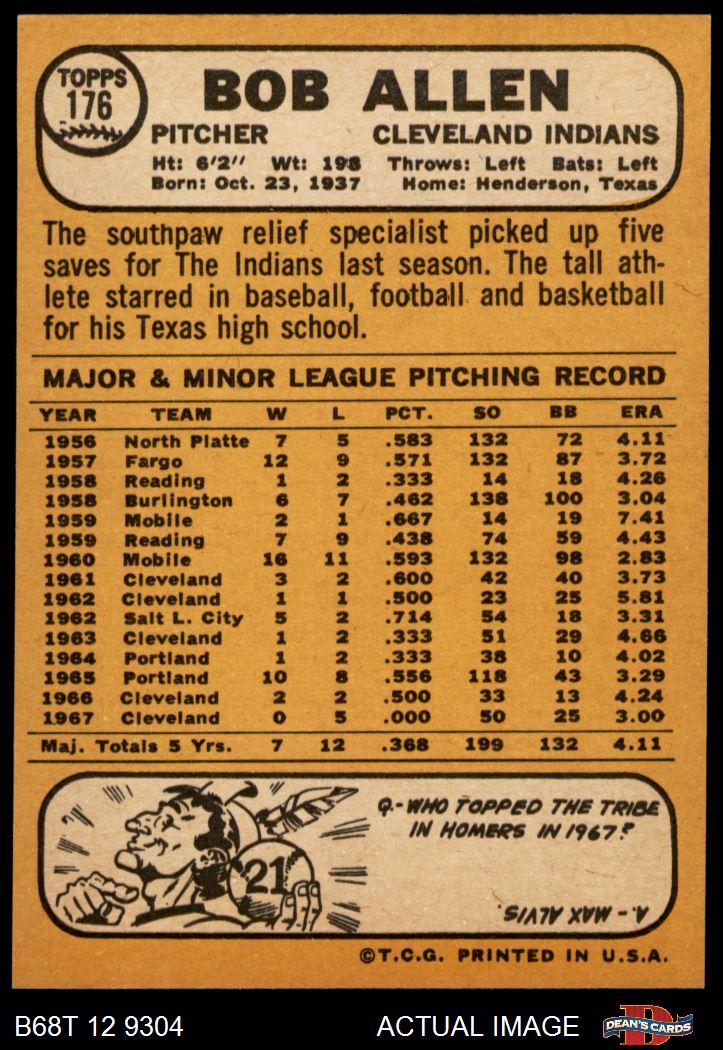 TOPPS
176
BOB ALLEN
PITCHER CLEVELAND INDIANS
Ht: 6'2" Wt: 198 Throws: Left Bats: Left
Born: Oct. 23, 1937 Home: Henderson, Texas
The southpaw relief specialist picked up five
saves for The Indians last season. The tall ath-
lete starred in baseball, football and basketball
for his Texas high school.
MAJOR & MINOR LEAGUE PITCHING RECORD
YEAR TEAM W L PCT. SO BB ERA
1956 North Platte 7 5 .583 132 72 4.11
1957 Fargo 12 9 .571 132 87 3.72
1958 Reading 1 2 .333 14 18 4.26
1958 Burlington 6 7 .462 138 100 3.04
1959 Mobile 2 1 .667 14 19 7.41
1959 Reading 7 9 .438 74 59 4.43
1960 Mobile 16 11 .593 132 98 2.83
1961 Cleveland 3 2 .600 42 40 3.73
1962 Cleveland 1 1 .500 23 25 5.81
1962 Salt L. City 5 2 .714 54 18 3.31
1963 Cleveland 1 2 .333 51 29 4.66
1964 Portland 1 2 .333 38 10 4.02
1965 Portland 10 8 .556 118 43 3.29
1966 Cleveland 2 2 .500 33 13 4.24
1967 Cleveland 0 5 .000 50 25 3.00
Maj. Totals 5 Yrs. 7 12 .368 199 132 4.11
Q-WHO TOPPED THE TRIBE
IN HOMERS IN 1967?
21
A. - MAX ALVIS.
©T.C.G. PRINTED IN U.S.A.
B68T 12 9304 ACTUAL IMAGE
D
DEAN'S CARDS